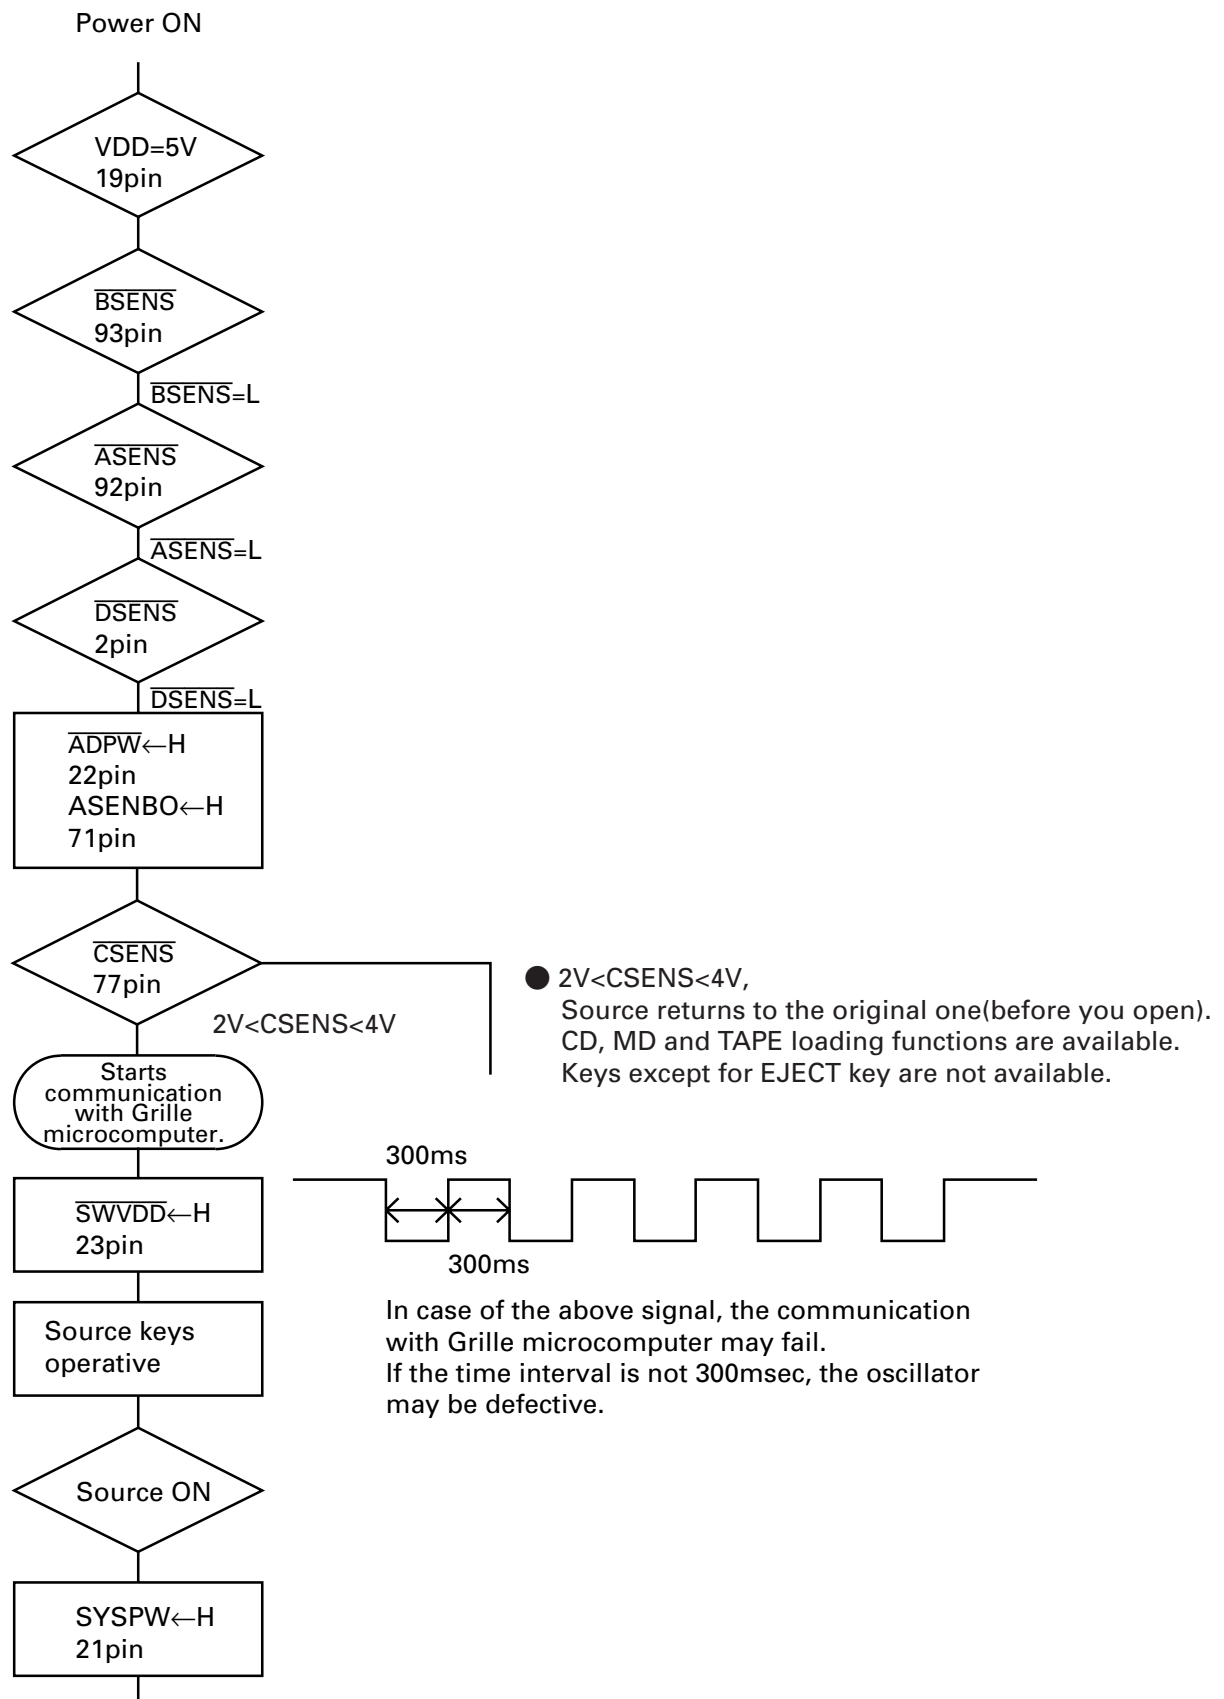 Power ON
VDD=5V
19pin
BSENS
93pin
BSENS=L
ASENS
92pin
ASENS=L
DSENS
2pin
DSENS=L
ADPW←H
22pin
ASENBO←H
71pin
CSENS
77pin
2V<CSENS<4V
● 2V<CSENS<4V,
Source returns to the original one(before you open).
CD, MD and TAPE loading functions are available.
Keys except for EJECT key are not available.
Starts
communication
with Grille
microcomputer.
300ms
300ms
SWVDD←H
23pin
In case of the above signal, the communication
with Grille microcomputer may fail.
If the time interval is not 300msec, the oscillator
may be defective.
Source keys
operative
Source ON
SYSPW←H
21pin